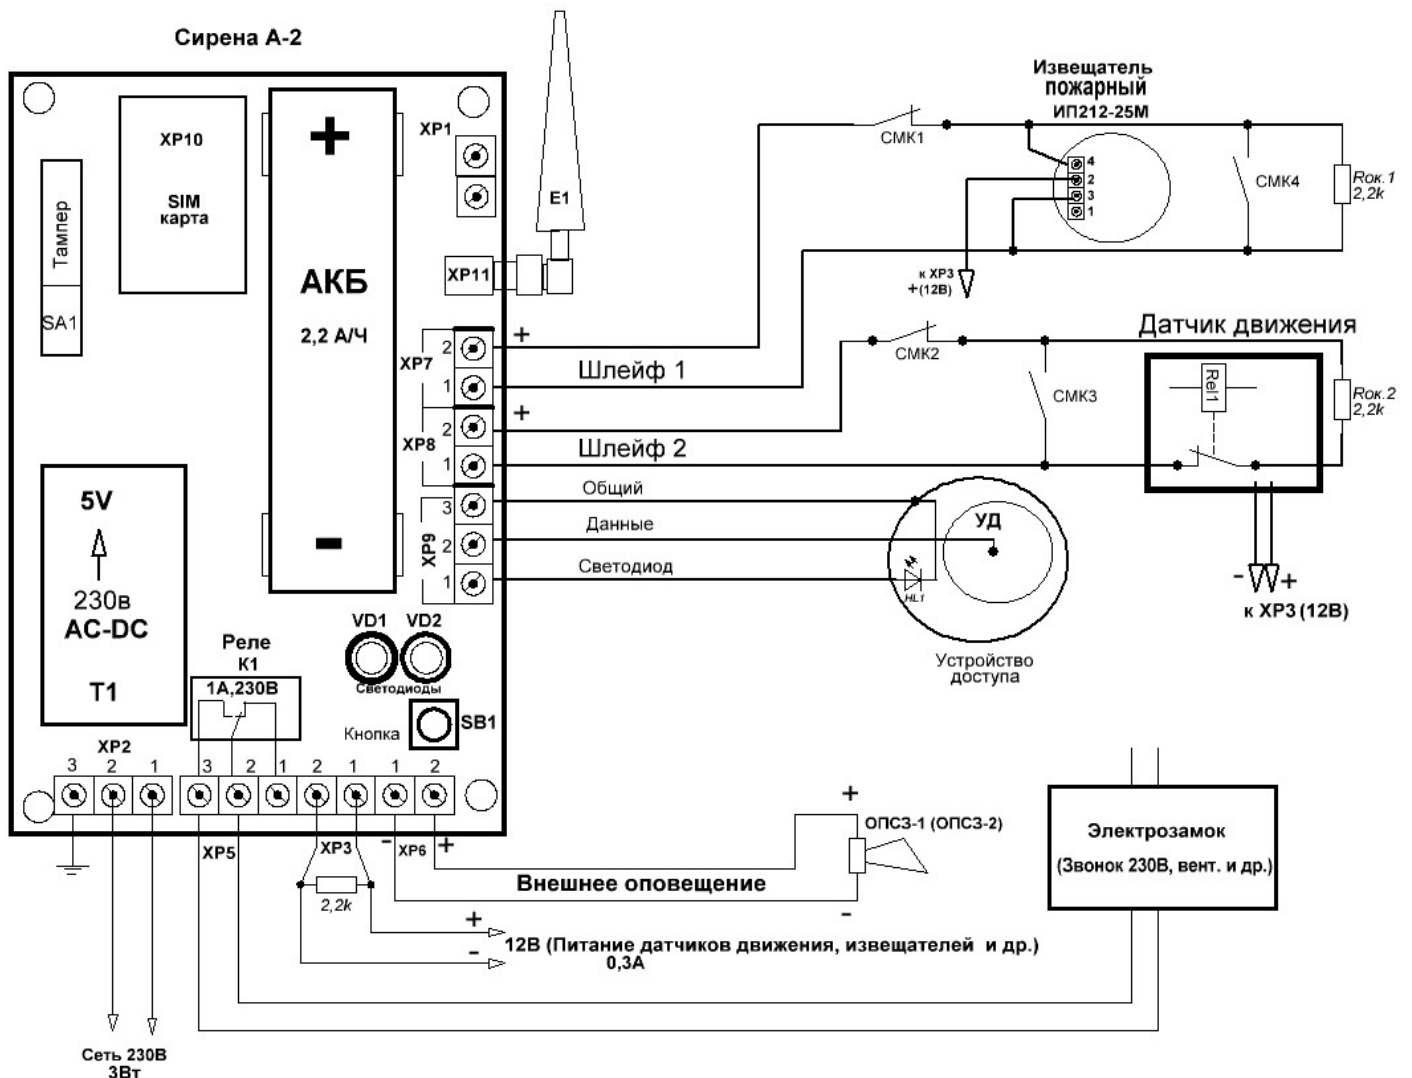 Сирена А-2
Извещатель
пожарный
ИП212-25М
XP10
SIM
карта
+
XP1
E1
СМК1
4
2
3
1
СМК4
Rок.1
2,2k
Тампер
SA1
АКБ
2,2 А/Ч
XP11
к XP3
+(12В)
XP7
2
1
+
Шлейф 1
СМК2
Датчик движения
Rel1
СМК3
Rок.2
2,2k
XP8
2
1
+
Шлейф 2
XP9
3
2
1
Общий
Данные
Светодиод
УД
HL1
Устройство
доступа
- +
к XP3 (12В)
5V
230в
AC-DC
T1
-
VD1 VD2
Светодиоды
Реле
К1
1А,230В
Кнопка
SB1
XP2
3 2 1 3 2 1 2 1 1 2
XP5
XP3
- XP6 +
2,2k
Внешнее оповещение
+
ОПСЗ-1 (ОПСЗ-2)
-
Электрозамок
(Звонок 230В, вент. и др.)
+
-
12В (Питание датчиков движения, извещателей и др.)
0,3А
Сеть 230В
3Вт